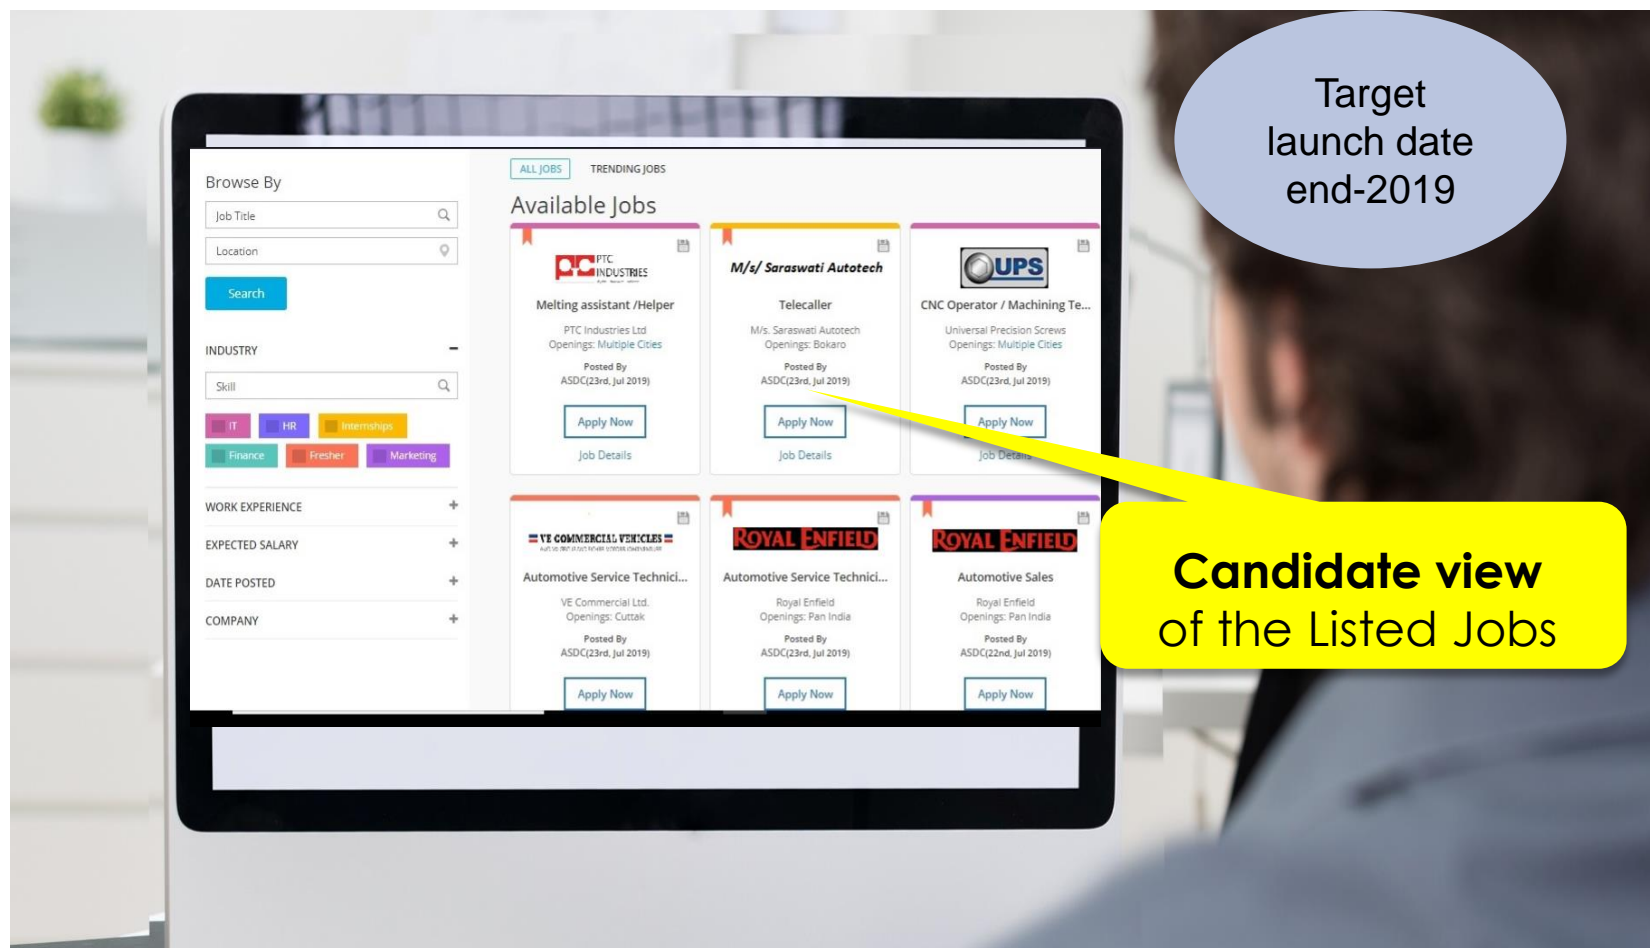 Target
launch date
end-2019
Browse By
Job Title
Location
Search
INDUSTRY
Skill
IT
HR
Internships
Finance
Fresher
Marketing
WORK EXPERIENCE
EXPECTED SALARY
DATE POSTED
COMPANY
ALL JOBS
TRENDING JOBS
Available Jobs
PTC
INDUSTRIES
Melting assistant /Helper
PTC Industries Ltd
Openings: Multiple Cities
Posted By
ASDC(23rd, Jul 2019)
Apply Now
Job Details
M/s/ Saraswati Autotech
Telecaller
M/s. Saraswati Autotech
Openings: Bokaro
Posted By
ASDC(23rd, Jul 2019)
Apply Now
Job Details
UPS
CNC Operator / Machining Te...
Universal Precision Screws
Openings: Multiple Cities
Posted By
ASDC(23rd, Jul 2019)
Apply Now
Job Details
VE COMMERCIAL VEHICLES
Automotive Service Technici...
VE Commercial Ltd.
Openings: Cuttak
Posted By
ASDC(23rd, Jul 2019)
Apply Now
ROYAL ENFIELD
Automotive Service Technici...
Royal Enfield
Openings: Pan India
Posted By
ASDC(23rd, Jul 2019)
Apply Now
ROYAL ENFIELD
Automotive Sales
Royal Enfield
Openings: Pan India
Posted By
ASDC(22nd, Jul 2019)
Apply Now
Candidate view
of the Listed Jobs